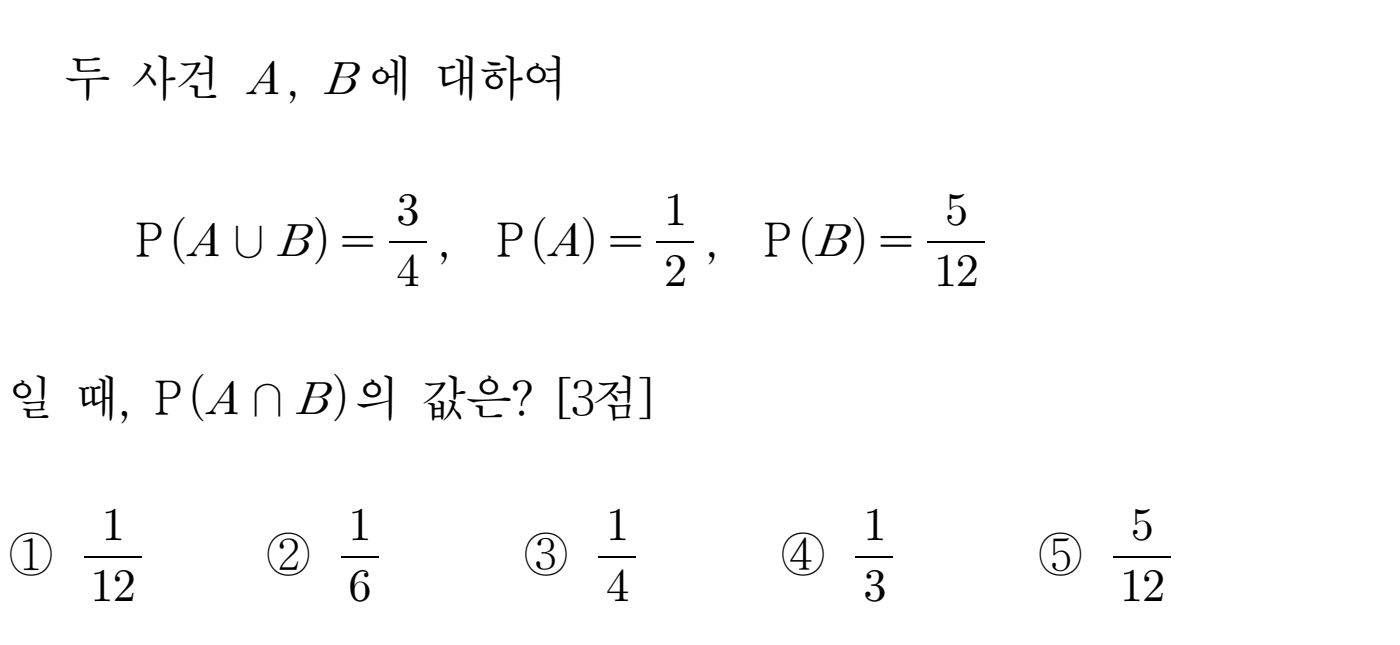 두 사건 A, B에 대하여
P(A ∪ B) = 3/4, P(A) = 1/2, P(B) = 5/12
일 때, P(A ∩ B)의 값은? [3점]
① 1/12 ② 1/6 ③ 1/4 ④ 1/3 ⑤ 5/12